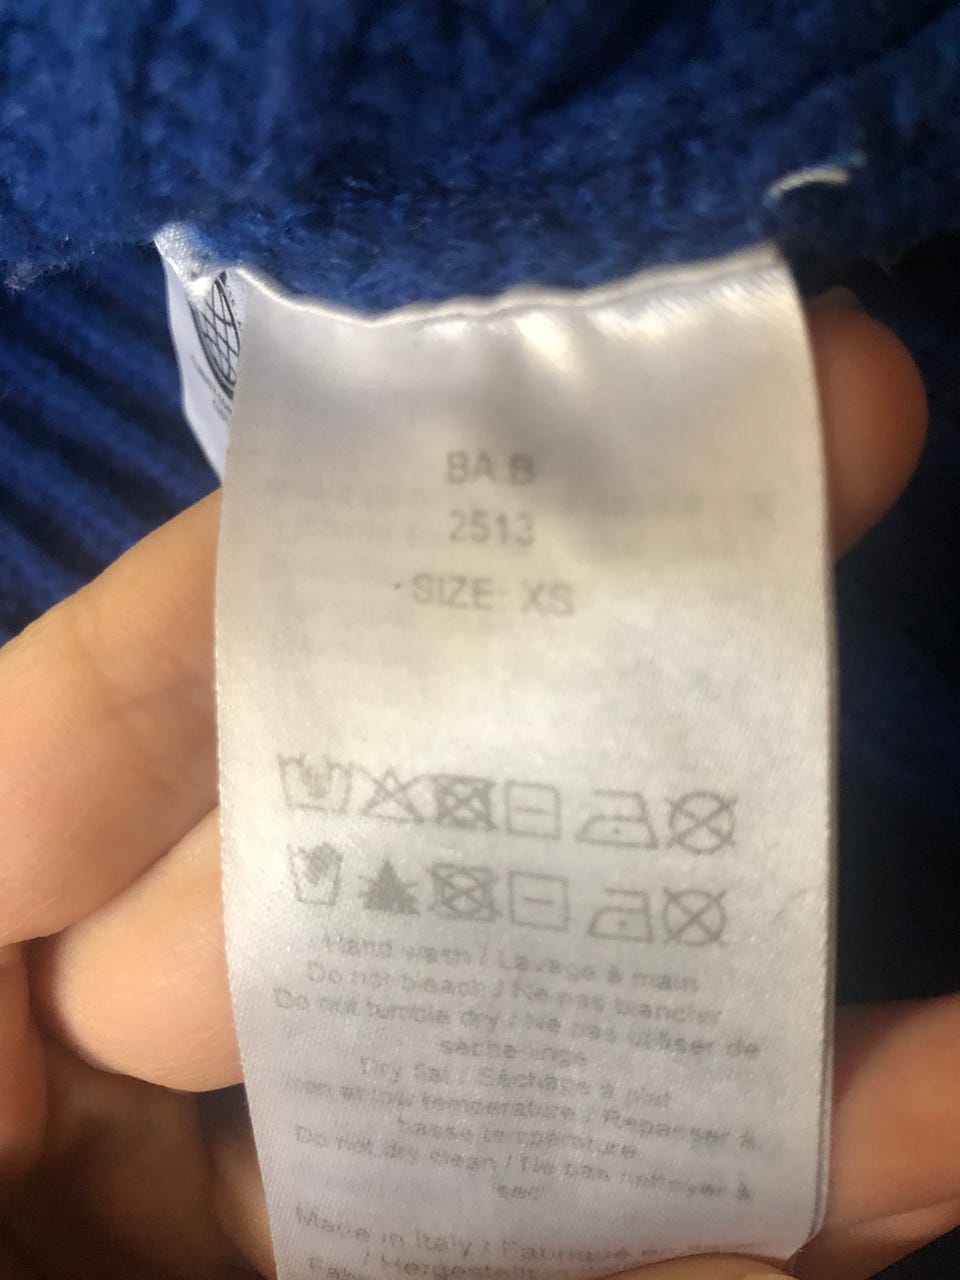 BA.B
2513
SIZE: XS
Hand wash / Lavage à main
Do not bleach / Ne pas blanchir
Do not tumble dry / Ne pas utiliser de
sèche-linge
Dry flat / Séchage à plat
Iron at low temperature / Repasser à
basse température
Do not dry clean / Ne pas nettoyer à
sec
Made in Italy / Fabriqué en
/ Hergestellt in